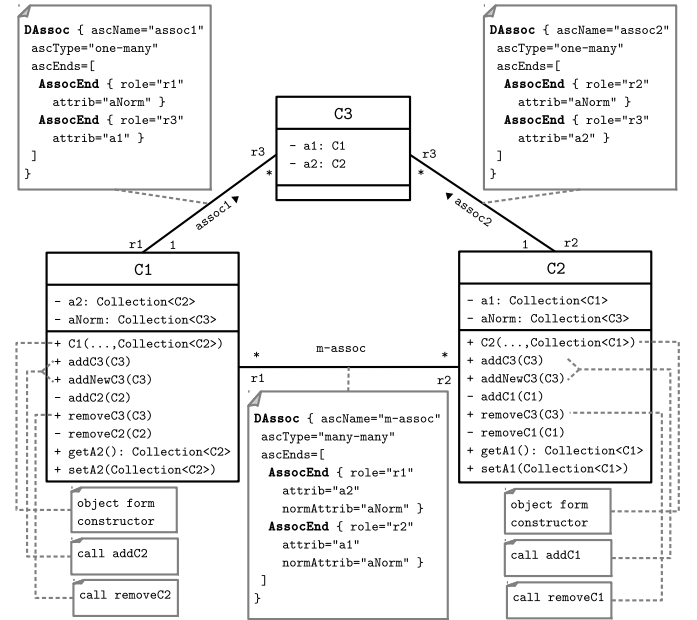 DAssoc { ascName="assoc1"
ascType="one-many"
ascEnds=[
AssocEnd { role="r1"
attrib="aNorm" }
AssocEnd { role="r3"
attrib="a1" }
]
}
DAssoc { ascName="assoc2"
ascType="one-many"
ascEnds=[
AssocEnd { role="r2"
attrib="aNorm" }
AssocEnd { role="r3"
attrib="a2" }
]
}
C3
- a1: C1
- a2: C2
r3
*
r3
*
assoc1 ▲
◀ assoc2
r1
1
1
r2
C1
- a2: Collection<C2>
- aNorm: Collection<C3>
+ C1(...,Collection<C2>)
+ addC3(C3)
+ addNewC3(C3)
- addC2(C2)
+ removeC3(C3)
- removeC2(C2)
+ getA2(): Collection<C2>
+ setA2(Collection<C2>)
C2
- a1: Collection<C1>
- aNorm: Collection<C3>
+ C2(...,Collection<C1>)
+ addC3(C3)
+ addNewC3(C3)
- addC1(C1)
+ removeC3(C3)
- removeC1(C1)
+ getA1(): Collection<C1>
+ setA1(Collection<C1>)
* m-assoc *
r1 r2
DAssoc { ascName="m-assoc"
ascType="many-many"
ascEnds=[
AssocEnd { role="r1"
attrib="a2"
normAttrib="aNorm" }
AssocEnd { role="r2"
attrib="a1"
normAttrib="aNorm" }
]
}
object form
constructor
call addC2
call removeC2
object form
constructor
call addC1
call removeC1